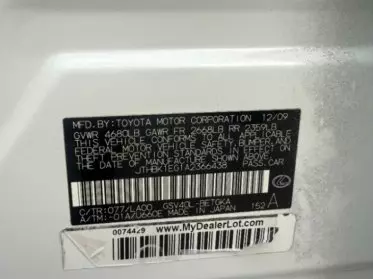 MFD. BY: TOYOTA MOTOR CORPORATION 12/09
GVWR 4680LB GAWR FR 2668LB RR 2359LB
THIS VEHICLE CONFORMS TO ALL APPLICABLE
FEDERAL MOTOR VEHICLE SAFETY, BUMPER, AND
THEFT PREVENTION STANDARDS IN EFFECT ON
THE DATE OF MANUFACTURE SHOWN ABOVE.
JTHBK1EG1A2366438
C/TR: 077/LA00 GSV40L-BETGKA
A/TM: -01A/U660E MADE IN JAPAN 152 A
0074429 www.MyDealerLot.com